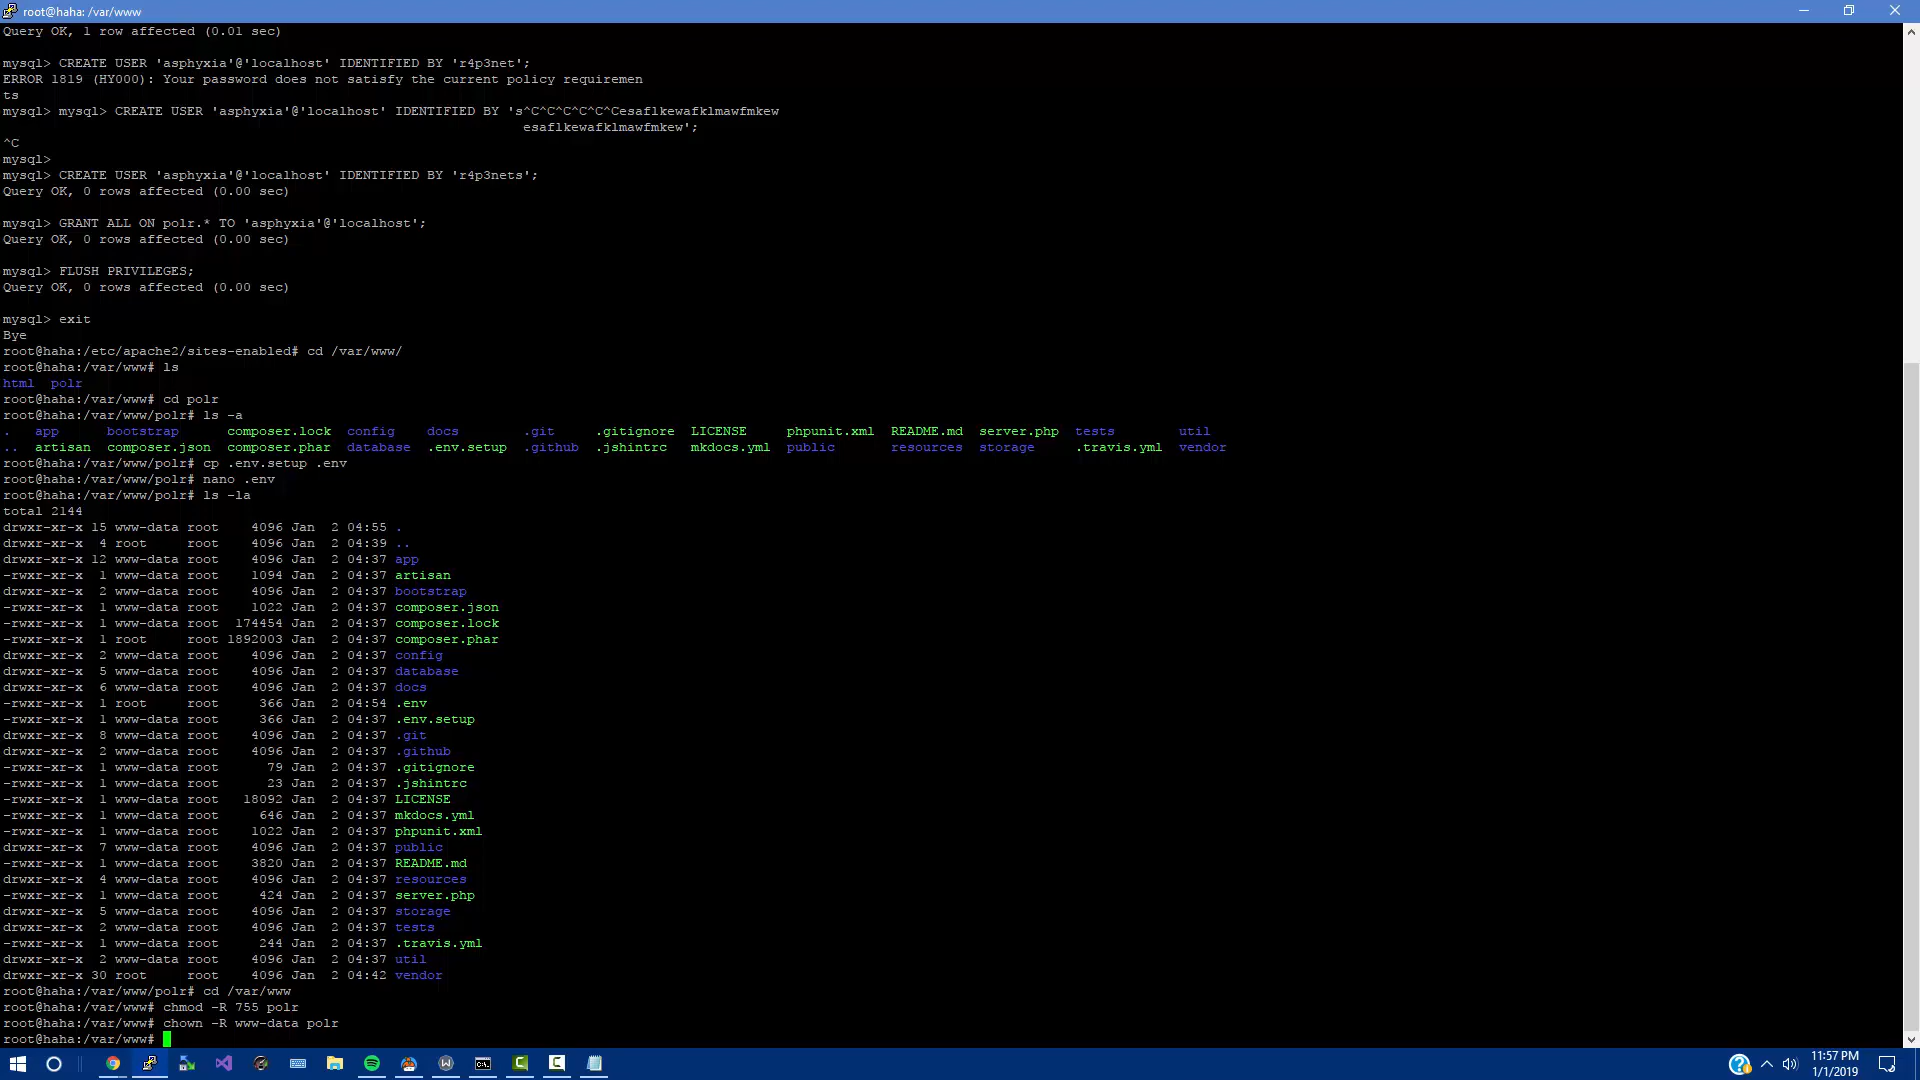 root@haha: /var/www
Query OK, 1 row affected (0.01 sec)
mysql> CREATE USER 'asphyxia'@'localhost' IDENTIFIED BY 'r4p3net';
ERROR 1819 (HY000): Your password does not satisfy the current policy requiremen
ts
mysql> mysql> CREATE USER 'asphyxia'@'localhost' IDENTIFIED BY 's^C^C^C^C^C^Cesaflkewafklmawfmkew
esaflkewafklmawfmkew';
^C
mysql>
mysql> CREATE USER 'asphyxia'@'localhost' IDENTIFIED BY 'r4p3nets';
Query OK, 0 rows affected (0.00 sec)
mysql> GRANT ALL ON polr.* TO 'asphyxia'@'localhost';
Query OK, 0 rows affected (0.00 sec)
mysql> FLUSH PRIVILEGES;
Query OK, 0 rows affected (0.00 sec)
mysql> exit
Bye
root@haha:/etc/apache2/sites-enabled# cd /var/www/
root@haha:/var/www# ls
html  polr
root@haha:/var/www# cd polr
root@haha:/var/www/polr# ls -a
.   app      bootstrap      composer.lock  config    docs        .git     .gitignore  LICENSE     phpunit.xml  README.md  server.php  tests        util
..  artisan  composer.json  composer.phar  database  .env.setup  .github  .jshintrc   mkdocs.yml  public       resources  storage     .travis.yml  vendor
root@haha:/var/www/polr# cp .env.setup .env
root@haha:/var/www/polr# nano .env
root@haha:/var/www/polr# ls -la
total 2144
drwxr-xr-x 15 www-data root    4096 Jan  2 04:55 .
drwxr-xr-x  4 root     root    4096 Jan  2 04:39 ..
drwxr-xr-x 12 www-data root    4096 Jan  2 04:37 app
-rwxr-xr-x  1 www-data root    1094 Jan  2 04:37 artisan
drwxr-xr-x  2 www-data root    4096 Jan  2 04:37 bootstrap
-rwxr-xr-x  1 www-data root    1022 Jan  2 04:37 composer.json
-rwxr-xr-x  1 www-data root  174454 Jan  2 04:37 composer.lock
-rwxr-xr-x  1 root     root 1892003 Jan  2 04:37 composer.phar
drwxr-xr-x  2 www-data root    4096 Jan  2 04:37 config
drwxr-xr-x  5 www-data root    4096 Jan  2 04:37 database
drwxr-xr-x  6 www-data root    4096 Jan  2 04:37 docs
-rwxr-xr-x  1 root     root     366 Jan  2 04:54 .env
-rwxr-xr-x  1 www-data root     366 Jan  2 04:37 .env.setup
drwxr-xr-x  8 www-data root    4096 Jan  2 04:37 .git
drwxr-xr-x  2 www-data root    4096 Jan  2 04:37 .github
-rwxr-xr-x  1 www-data root      79 Jan  2 04:37 .gitignore
-rwxr-xr-x  1 www-data root      23 Jan  2 04:37 .jshintrc
-rwxr-xr-x  1 www-data root   18092 Jan  2 04:37 LICENSE
-rwxr-xr-x  1 www-data root     646 Jan  2 04:37 mkdocs.yml
-rwxr-xr-x  1 www-data root    1022 Jan  2 04:37 phpunit.xml
drwxr-xr-x  7 www-data root    4096 Jan  2 04:37 public
-rwxr-xr-x  1 www-data root    3820 Jan  2 04:37 README.md
drwxr-xr-x  4 www-data root    4096 Jan  2 04:37 resources
-rwxr-xr-x  1 www-data root     424 Jan  2 04:37 server.php
drwxr-xr-x  5 www-data root    4096 Jan  2 04:37 storage
drwxr-xr-x  2 www-data root    4096 Jan  2 04:37 tests
-rwxr-xr-x  1 www-data root     244 Jan  2 04:37 .travis.yml
drwxr-xr-x  2 www-data root    4096 Jan  2 04:37 util
drwxr-xr-x 30 root     root    4096 Jan  2 04:42 vendor
root@haha:/var/www/polr# cd /var/www
root@haha:/var/www# chmod -R 755 polr
root@haha:/var/www# chown -R www-data polr
root@haha:/var/www#
11:57 PM
1/1/2019